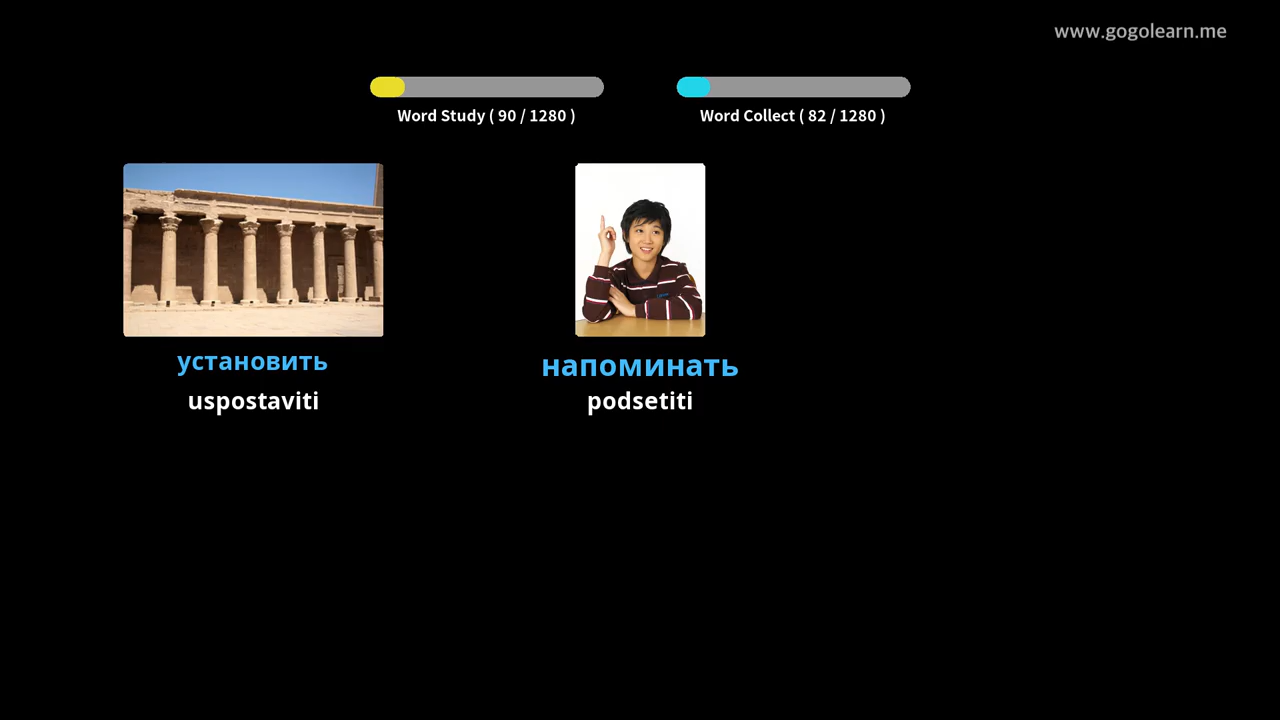 www.gogolearn.me
Word Study ( 90 / 1280 )
Word Collect ( 82 / 1280 )
установить
uspostaviti
напоминать
podsetiti